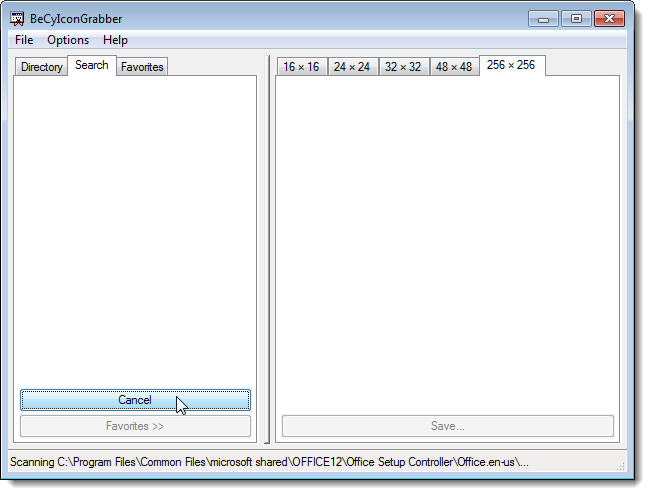 BeCyIconGrabber
File Options Help
Directory Search Favorites
16 × 16 24 × 24 32 × 32 48 × 48 256 × 256
Cancel
Favorites >>
Save...
Scanning C:\Program Files\Common Files\microsoft shared\OFFICE12\Office Setup Controller\Office.en-us\...